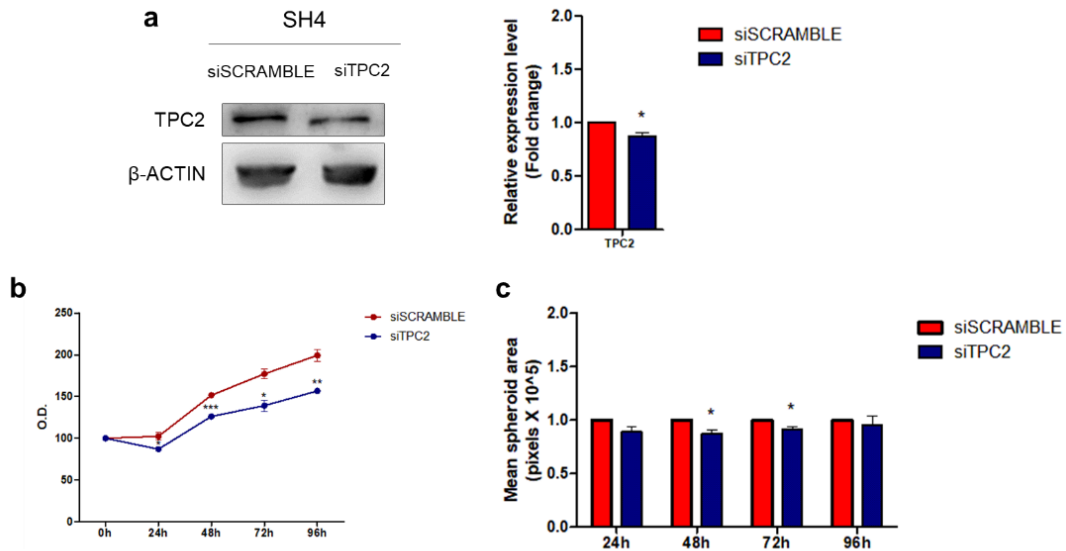 a
SH4
siSCRAMBLE siTPC2
TPC2
β-ACTIN
Relative expression level
(Fold change)
2.0
1.5
1.0
0.5
0.0
*
TPC2
siSCRAMBLE
siTPC2
b
O.D.
250
200
150
100
50
0
0h 24h 48h 72h 96h
*
***
*
**
siSCRAMBLE
siTPC2
c
Mean spheroid area
(pixels X 10^5)
2.0
1.5
1.0
0.5
0.0
* *
24h 48h 72h 96h
siSCRAMBLE
siTPC2